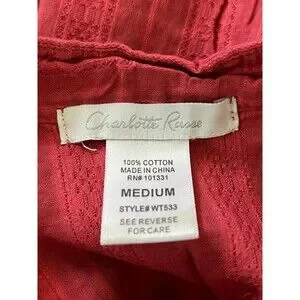 Charlotte Russe
100% COTTON
MADE IN CHINA
RN# 101331
MEDIUM
STYLE# WT533
SEE REVERSE
FOR CARE